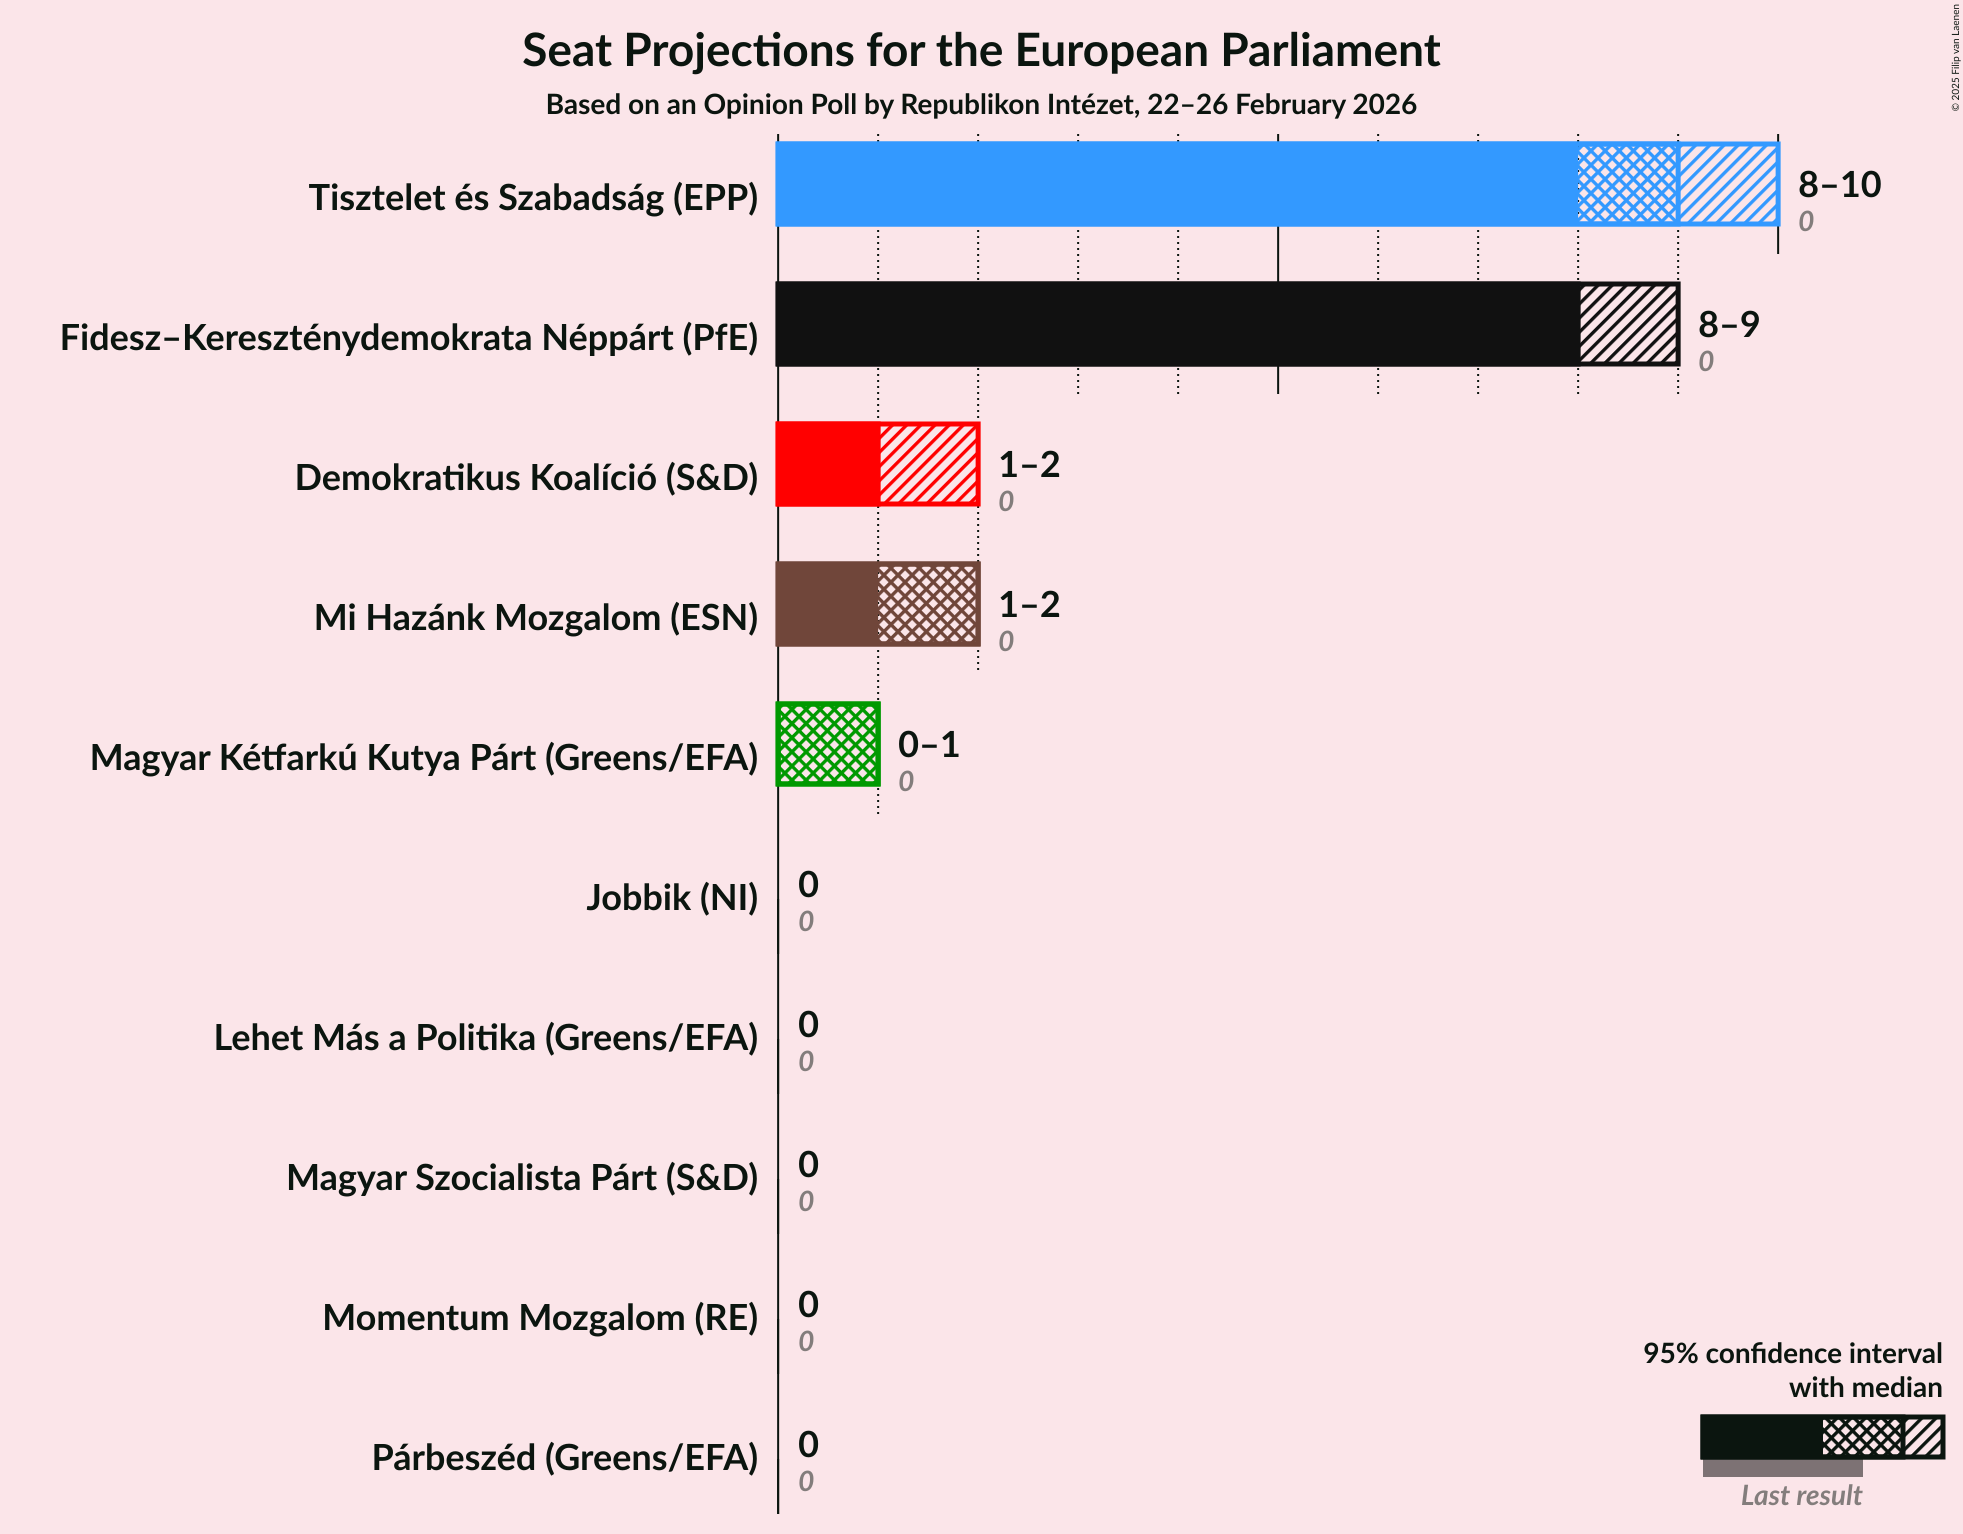 Seat Projections for the European Parliament
Based on an Opinion Poll by Republikon Intézet, 22–26 February 2026
© 2025 Filip van Laenen
Tisztelet és Szabadság (EPP)
8–10
0
Fidesz–Kereszténydemokrata Néppárt (PfE)
8–9
0
Demokratikus Koalíció (S&D)
1–2
0
Mi Hazánk Mozgalom (ESN)
1–2
0
Magyar Kétfarkú Kutya Párt (Greens/EFA)
0–1
0
Jobbik (NI)
0
0
Lehet Más a Politika (Greens/EFA)
0
0
Magyar Szocialista Párt (S&D)
0
0
Momentum Mozgalom (RE)
0
0
Párbeszéd (Greens/EFA)
0
0
95% confidence interval
with median
Last result